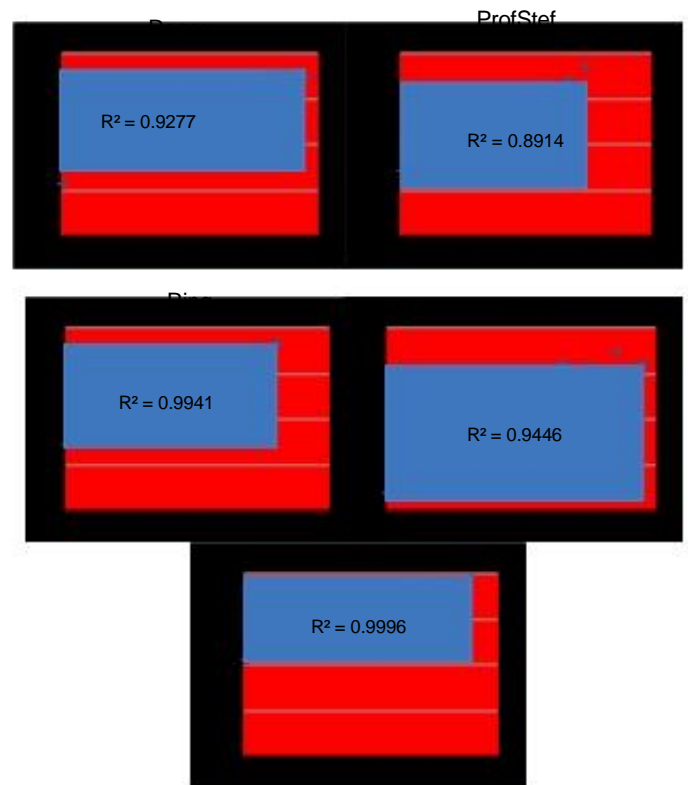 ProfStef
R² = 0.9277
R² = 0.8914
R² = 0.9941
R² = 0.9446
R² = 0.9996